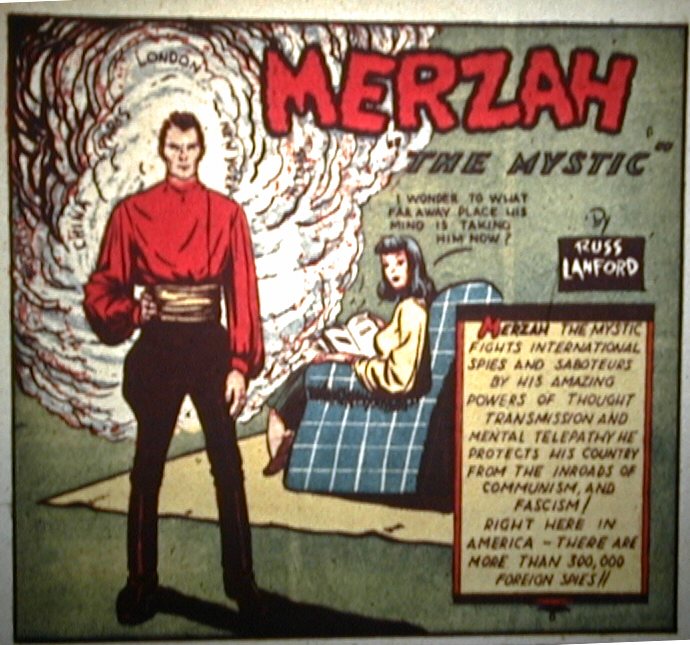 LONDON
PARIS
CHINA
MERZAH
"THE MYSTIC"
I WONDER TO WHAT
FAR AWAY PLACE HIS
MIND IS TAKING
HIM NOW?
By
RUSS
LANFORD
MERZAH THE MYSTIC
FIGHTS INTERNATIONAL
SPIES AND SABOTEURS
BY HIS AMAZING
POWERS OF THOUGHT
TRANSMISSION AND
MENTAL TELEPATHY HE
PROTECTS HIS COUNTRY
FROM THE INROADS OF
COMMUNISM, AND
FASCISM!
RIGHT HERE IN
AMERICA - THERE ARE
MORE THAN 300,000
FOREIGN SPIES!!